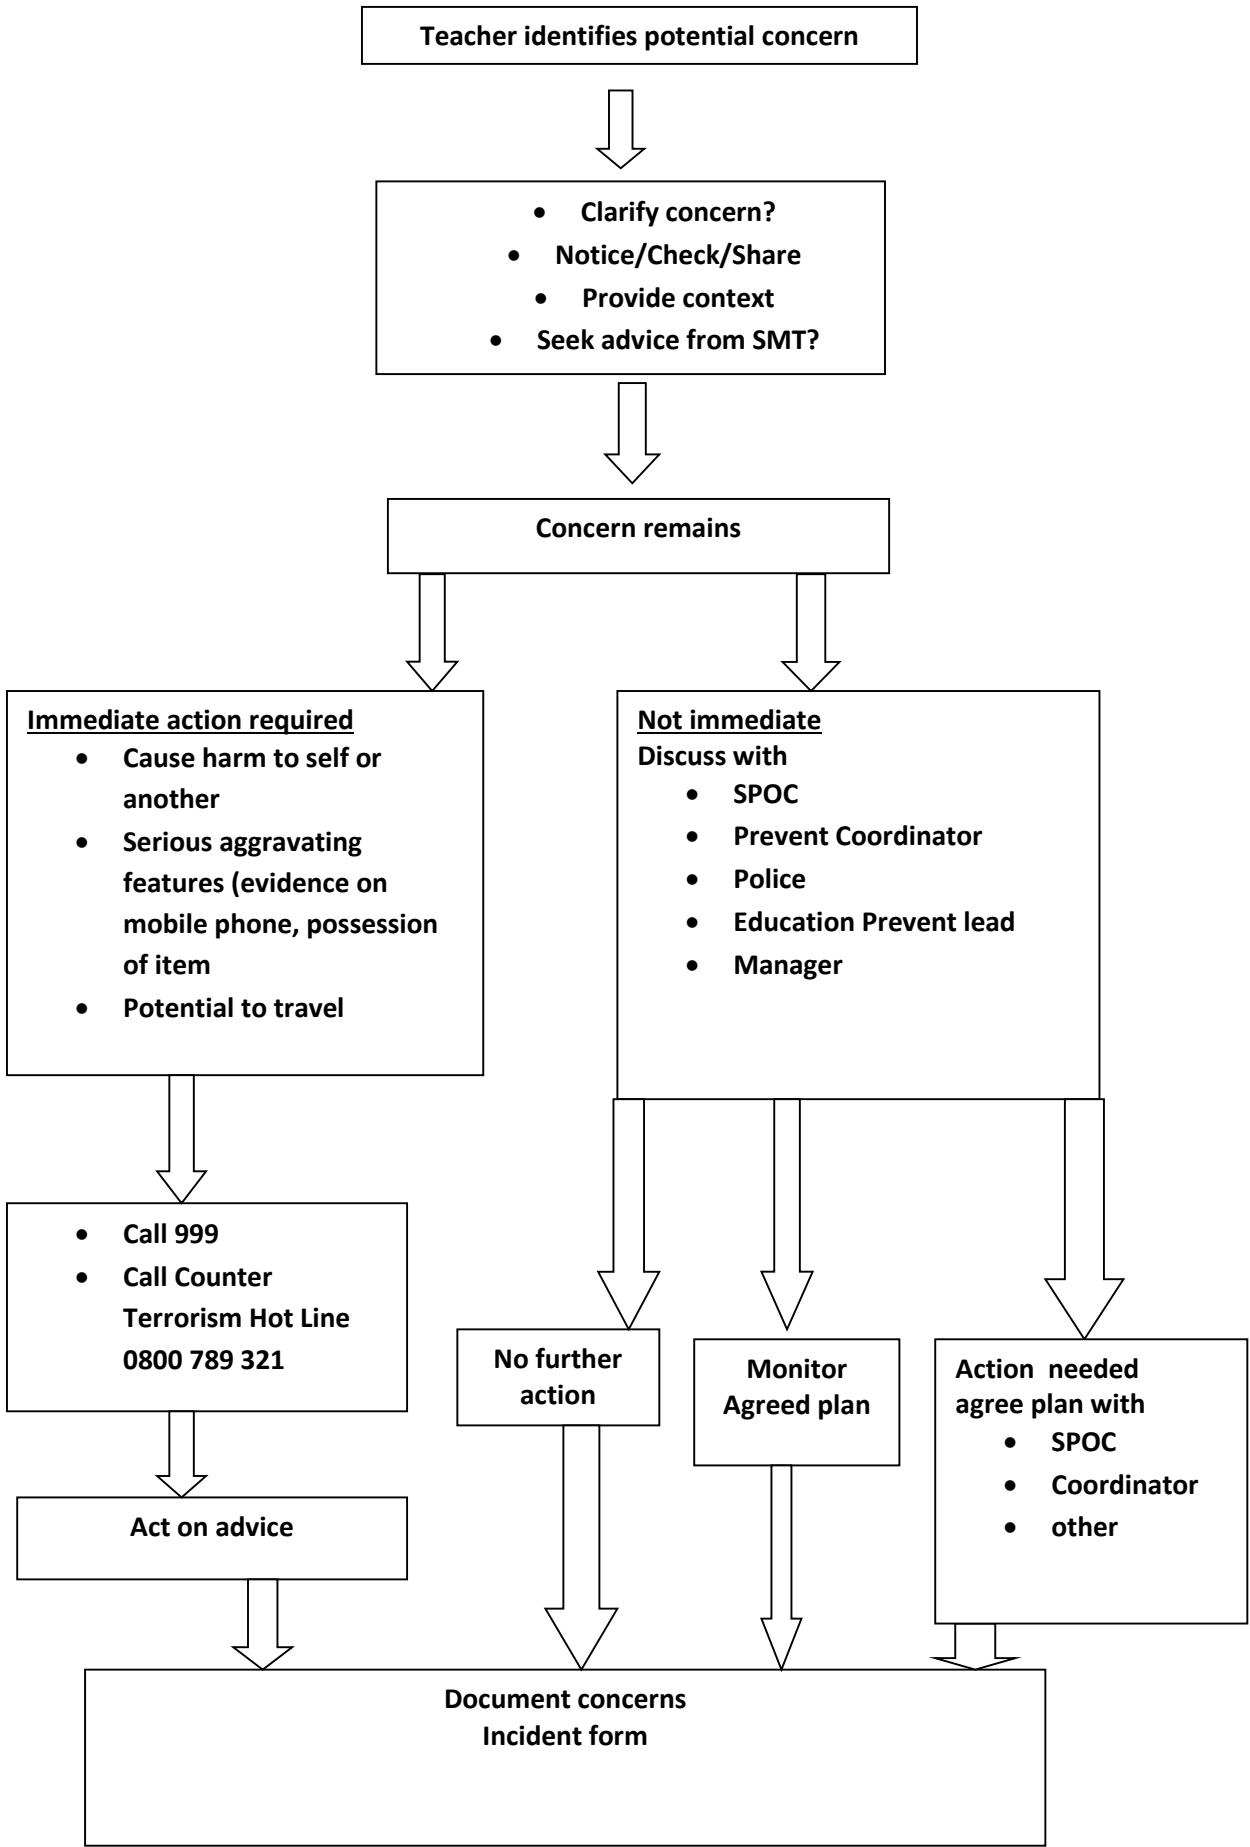 Teacher identifies potential concern
• Clarify concern?
• Notice/Check/Share
• Provide context
• Seek advice from SMT?
Concern remains
Immediate action required
• Cause harm to self or
another
• Serious aggravating
features (evidence on
mobile phone, possession
of item
• Potential to travel
Not immediate
Discuss with
• SPOC
• Prevent Coordinator
• Police
• Education Prevent lead
• Manager
• Call 999
• Call Counter
Terrorism Hot Line
0800 789 321
No further
action
Monitor
Agreed plan
Action needed
agree plan with
• SPOC
• Coordinator
• other
Act on advice
Document concerns
Incident form